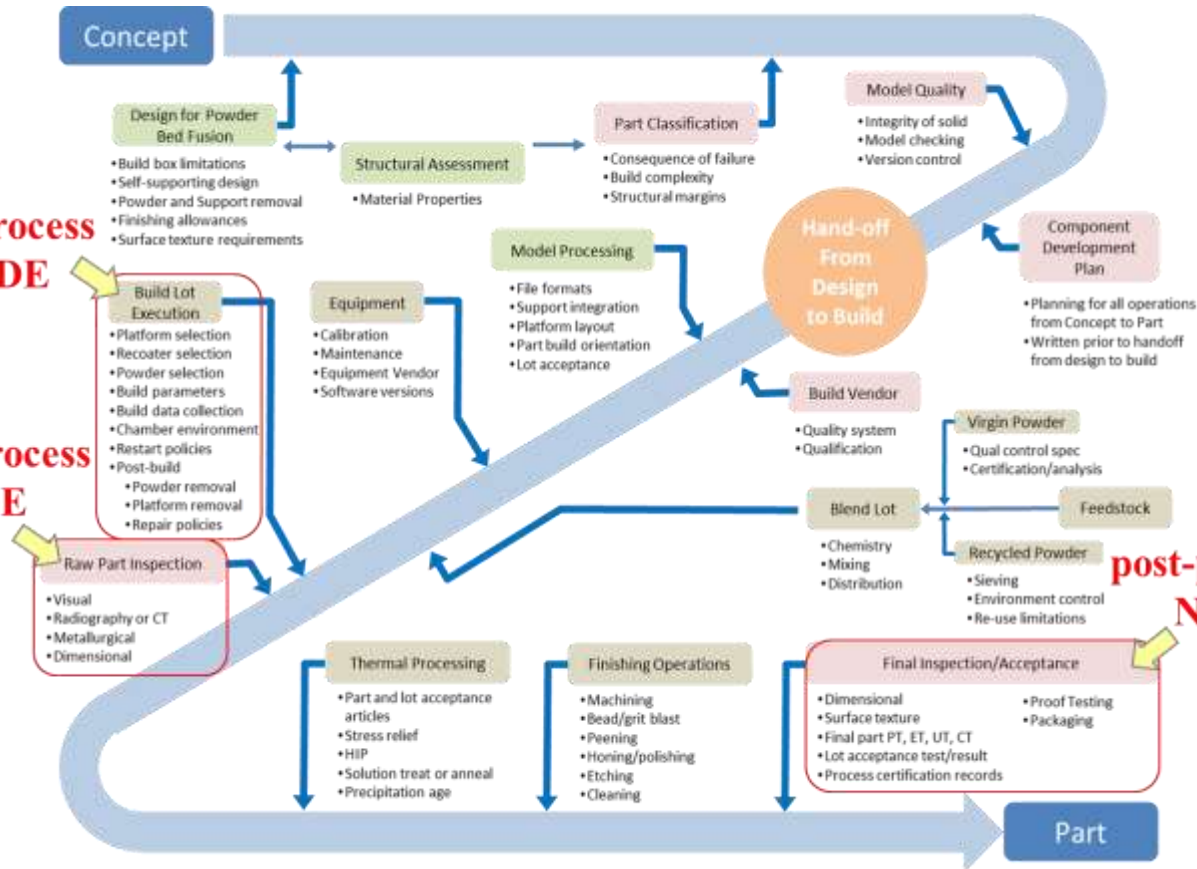 Concept
Design for Powder
Bed Fusion
•Build box limitations
•Self-supporting design
•Powder and Support removal
•Finishing allowances
•Surface texture requirements
Structural Assessment
•Material Properties
Part Classification
•Consequence of failure
•Build complexity
•Structural margins
Model Quality
•Integrity of solid
•Model checking
•Version control
Hand-off
From
Design
to Build
Component
Development
Plan
•Planning for all operations
from Concept to Part
•Written prior to handoff
from design to build
rocess
DE
Build Lot
Execution
•Platform selection
•Recoater selection
•Powder selection
•Build parameters
•Build data collection
•Chamber environment
•Restart policies
•Post-build
•Powder removal
•Platform removal
•Repair policies
Equipment
•Calibration
•Maintenance
•Equipment Vendor
•Software versions
Model Processing
•File formats
•Support integration
•Platform layout
•Part build orientation
•Lot acceptance
Build Vendor
•Quality system
•Qualification
Virgin Powder
•Qual control spec
•Certification/analysis
Blend Lot
•Chemistry
•Mixing
•Distribution
Feedstock
Recycled Powder
•Sieving
•Environment control
•Re-use limitations
rocess
E
Raw Part Inspection
•Visual
•Radiography or CT
•Metallurgical
•Dimensional
Thermal Processing
•Part and lot acceptance
articles
•Stress relief
•HIP
•Solution treat or anneal
•Precipitation age
Finishing Operations
•Machining
•Bead/grit blast
•Peening
•Honing/polishing
•Etching
•Cleaning
post-p
N
Final Inspection/Acceptance
•Dimensional
•Surface texture
•Final part PT, ET, UT, CT
•Lot acceptance test/result
•Process certification records
•Proof Testing
•Packaging
Part